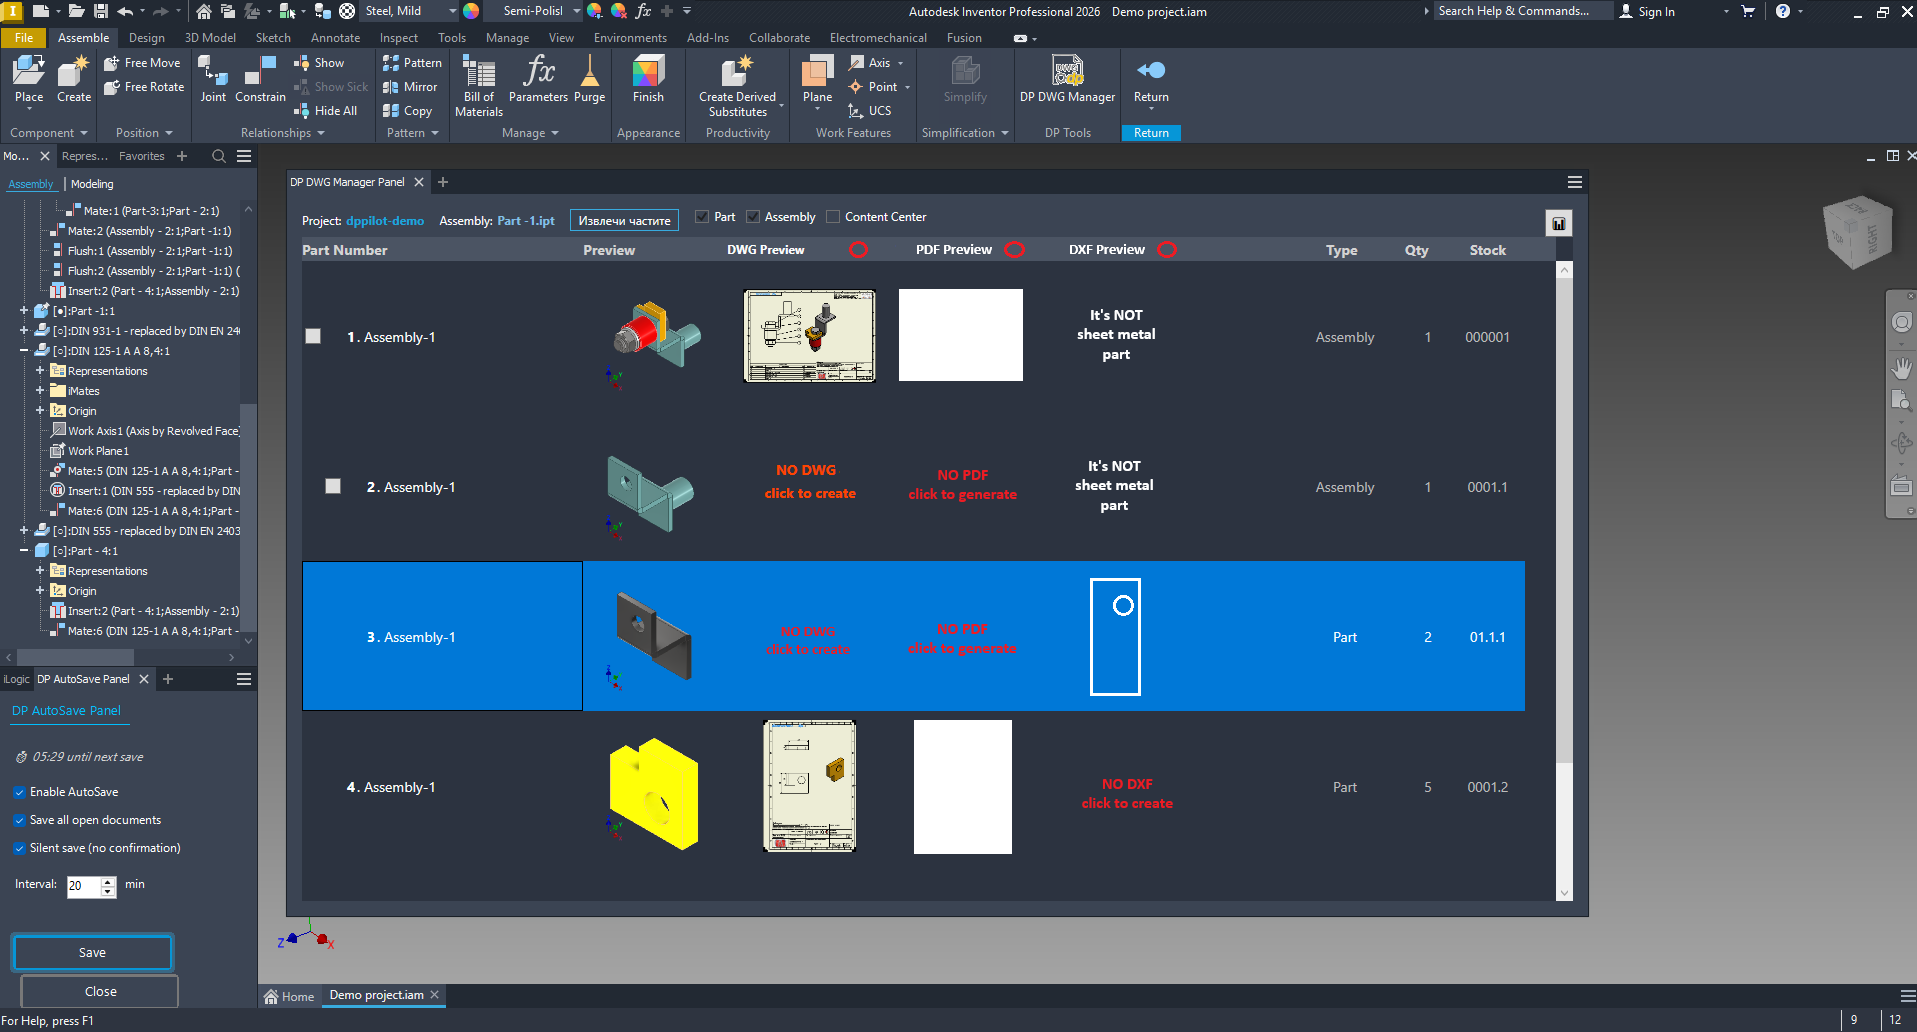 Steel, Mild
Semi-Polisl
Autodesk Inventor Professional 2026 Demo project.iam
Search Help & Commands...
Sign In
File Assemble Design 3D Model Sketch Annotate Inspect Tools Manage View Environments Add-Ins Collaborate Electromechanical Fusion
Place
Create
Component
Free Move
Free Rotate
Position
Joint
Constrain
Show
Show Sick
Hide All
Relationships
Pattern
Mirror
Copy
Pattern
Bill of
Materials
Parameters
Purge
Manage
Finish
Appearance
Create Derived
Substitutes
Productivity
Plane
Axis
Point
UCS
Work Features
Simplify
Simplification
DP DWG Manager
DP Tools
Return
Return
Mo... Repres... Favorites
Assembly | Modeling
Mate:1 (Part-3:1;Part - 2:1)
Mate:2 (Assembly - 2:1;Part -1:1)
Flush:1 (Assembly - 2:1;Part -1:1)
Flush:2 (Assembly - 2:1;Part -1:1) (
Insert:2 (Part - 4:1;Assembly - 2:1)
Part -1:1
DIN 931-1 - replaced by DIN EN 240
DIN 125-1 A A 8,4:1
Representations
iMates
Origin
Work Axis1 (Axis by Revolved Face)
Work Plane1
Mate:5 (DIN 125-1 A A 8,4:1;Part -
Insert:1 (DIN 555 - replaced by DIN
Mate:6 (DIN 125-1 A A 8,4:1;Part -
DIN 555 - replaced by DIN EN 2403
Part - 4:1
Representations
Origin
Insert:2 (Part - 4:1;Assembly - 2:1)
Mate:6 (DIN 125-1 A A 8,4:1;Part -
iLogic DP AutoSave Panel
DP AutoSave Panel
05:29 until next save
Enable AutoSave
Save all open documents
Silent save (no confirmation)
Interval: 20 min
Save
Close
DP DWG Manager Panel
Project: dppilot-demo Assembly: Part -1.ipt Извлечи частите Part Assembly Content Center
Part Number Preview DWG Preview PDF Preview DXF Preview Type Qty Stock
1. Assembly-1
It's NOT
sheet metal
part
Assembly 1 000001
2. Assembly-1
NO DWG
click to create
NO PDF
click to generate
It's NOT
sheet metal
part
Assembly 1 0001.1
3. Assembly-1
NO DWG
click to create
NO PDF
click to generate
Part 2 01.1.1
4. Assembly-1
NO DXF
click to create
Part 5 0001.2
RIGHT
Z X
Home Demo project.iam
For Help, press F1
9 12